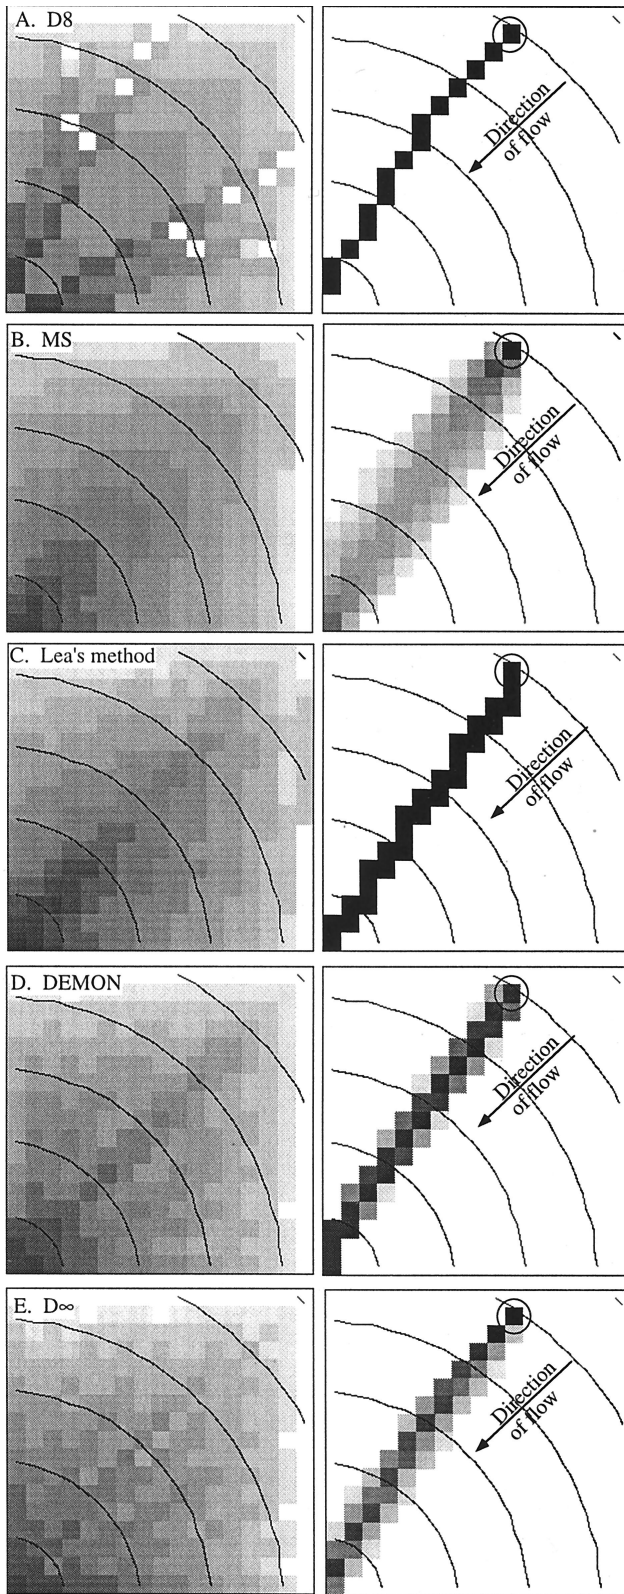 A. D8
Direction
of flow
B. MS
Direction
of flow
C. Lea's method
Direction
of flow
D. DEMON
Direction
of flow
E. D∞
Direction
of flow